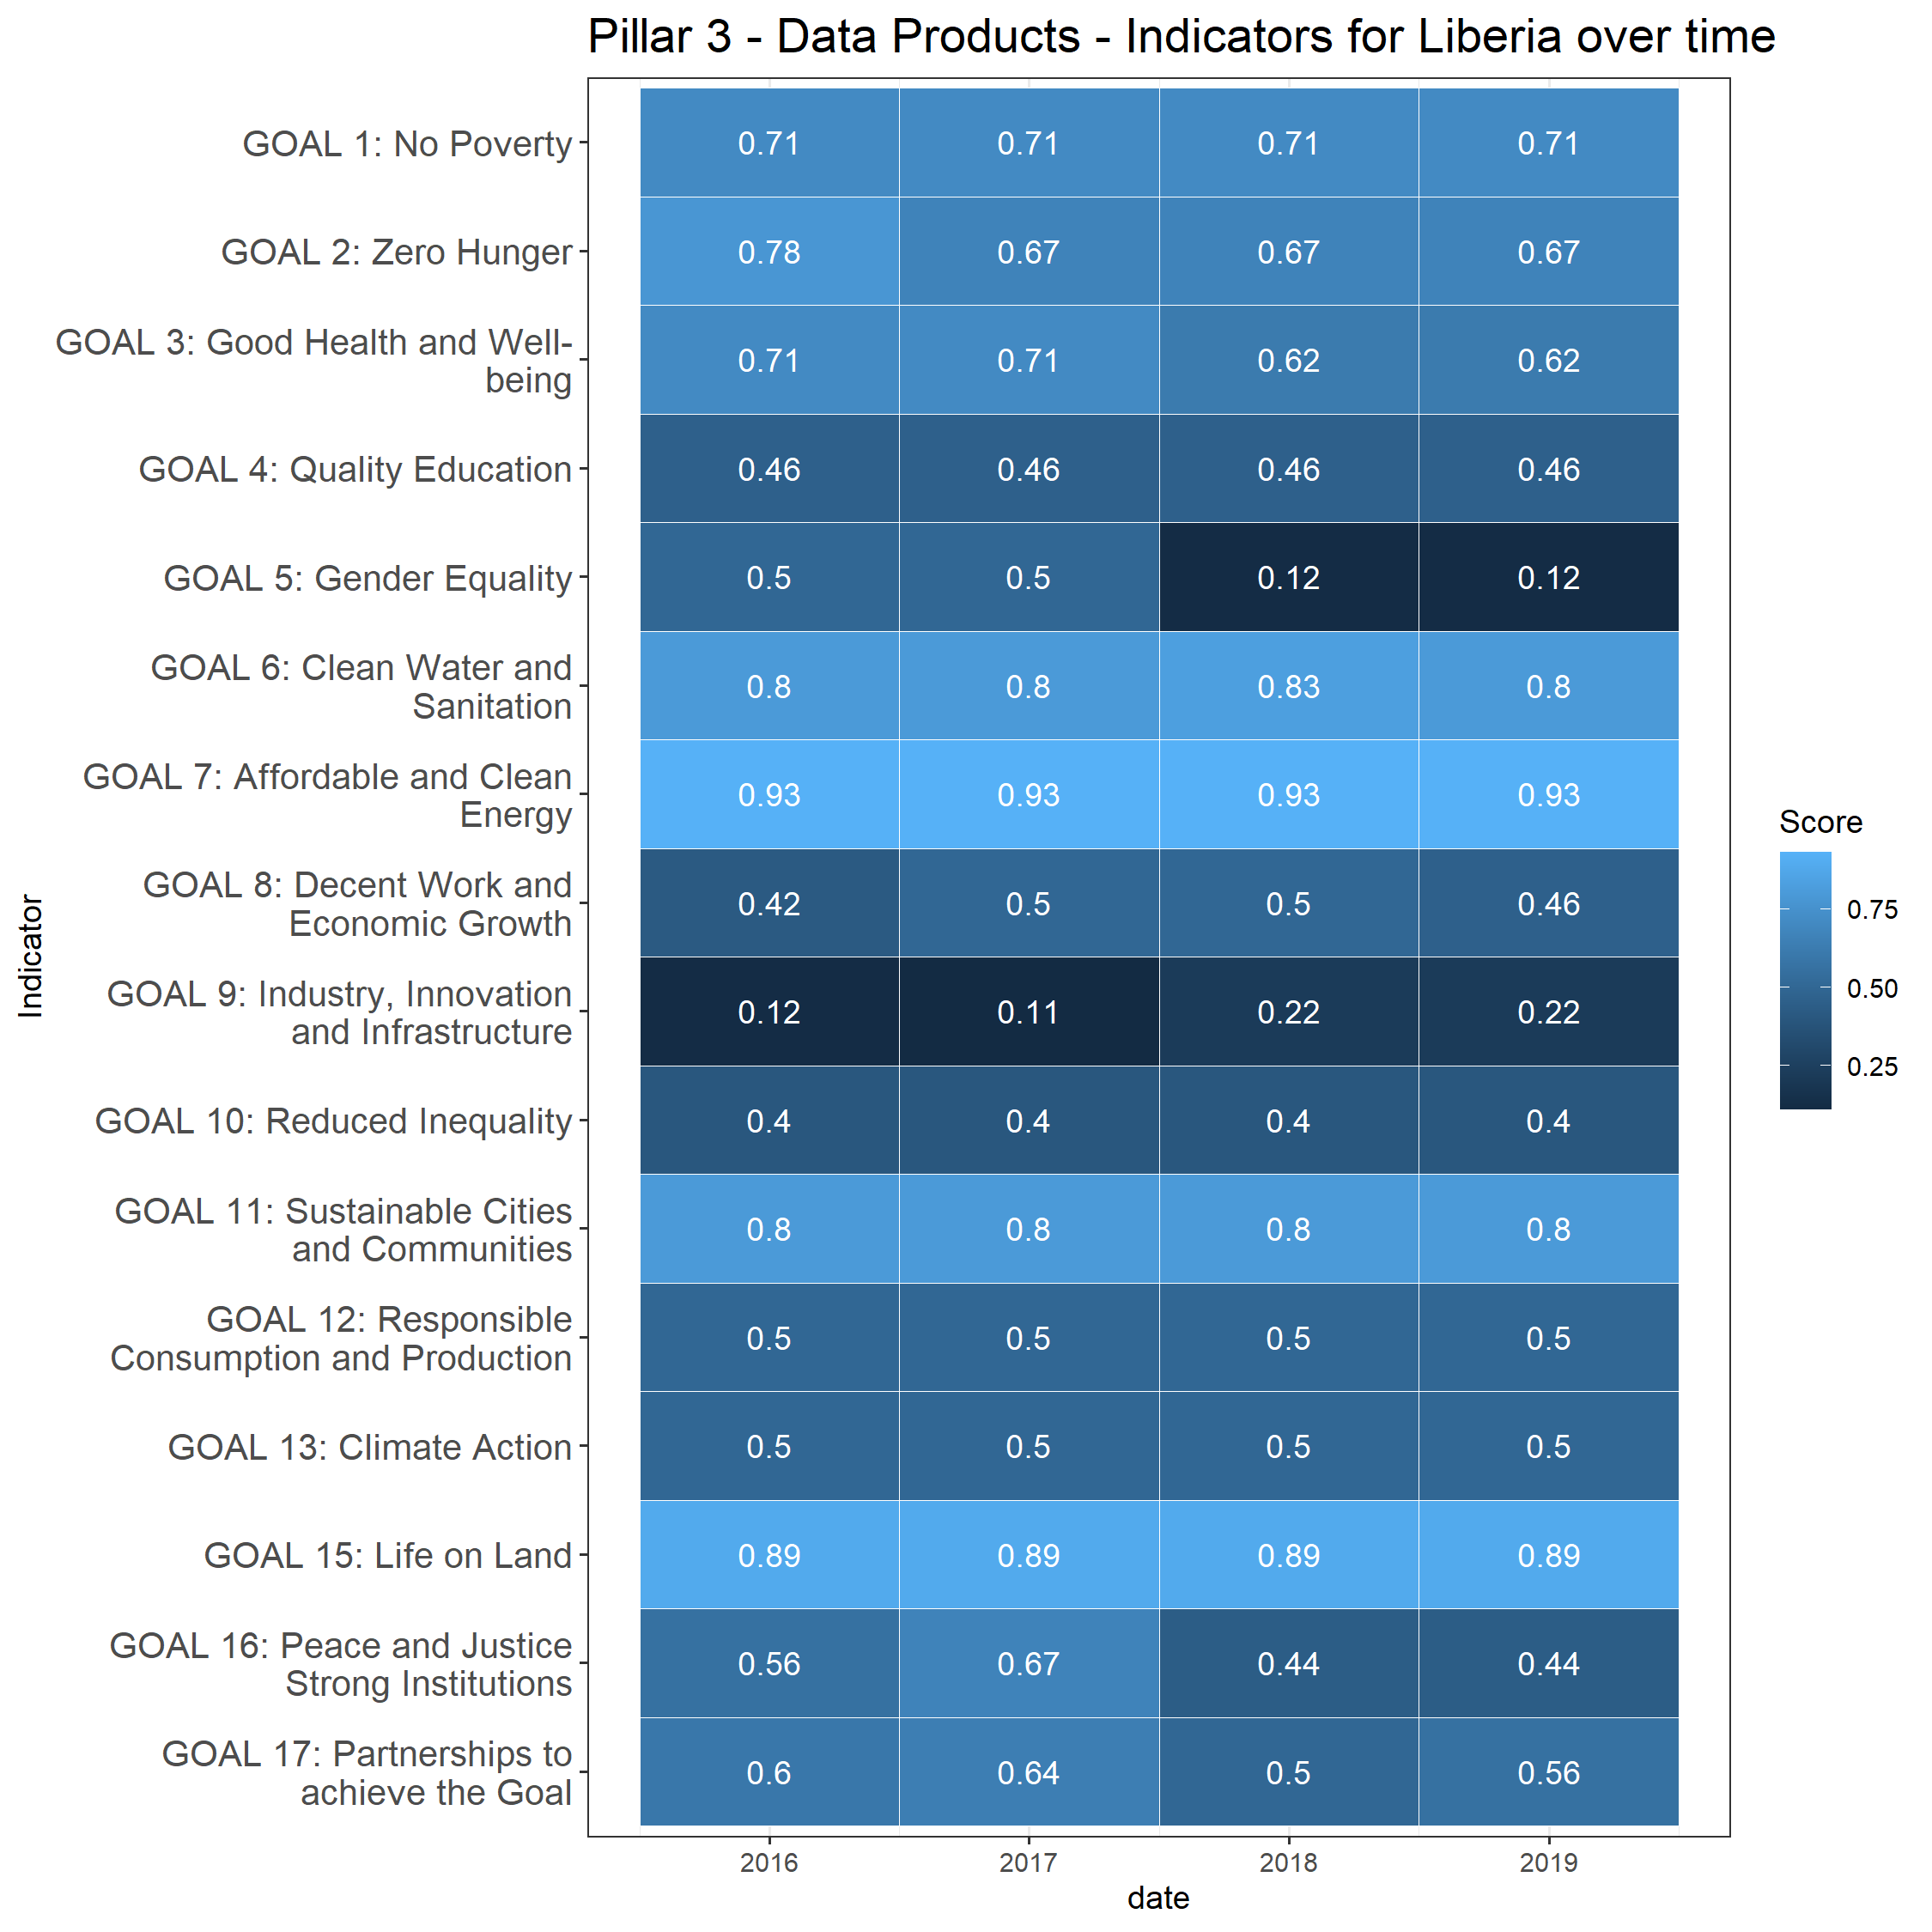 Pillar 3 - Data Products - Indicators for Liberia over time
GOAL 1: No Poverty
0.71 0.71 0.71 0.71
GOAL 2: Zero Hunger
0.78 0.67 0.67 0.67
GOAL 3: Good Health and Well-
being
0.71 0.71 0.62 0.62
GOAL 4: Quality Education
0.46 0.46 0.46 0.46
GOAL 5: Gender Equality
0.5 0.5 0.12 0.12
GOAL 6: Clean Water and
Sanitation
0.8 0.8 0.83 0.8
GOAL 7: Affordable and Clean
Energy
0.93 0.93 0.93 0.93
GOAL 8: Decent Work and
Economic Growth
0.42 0.5 0.5 0.46
GOAL 9: Industry, Innovation
and Infrastructure
0.12 0.11 0.22 0.22
GOAL 10: Reduced Inequality
0.4 0.4 0.4 0.4
GOAL 11: Sustainable Cities
and Communities
0.8 0.8 0.8 0.8
GOAL 12: Responsible
Consumption and Production
0.5 0.5 0.5 0.5
GOAL 13: Climate Action
0.5 0.5 0.5 0.5
GOAL 15: Life on Land
0.89 0.89 0.89 0.89
GOAL 16: Peace and Justice
Strong Institutions
0.56 0.67 0.44 0.44
GOAL 17: Partnerships to
achieve the Goal
0.6 0.64 0.5 0.56
2016 2017 2018 2019
date
Indicator
Score
0.75
0.50
0.25